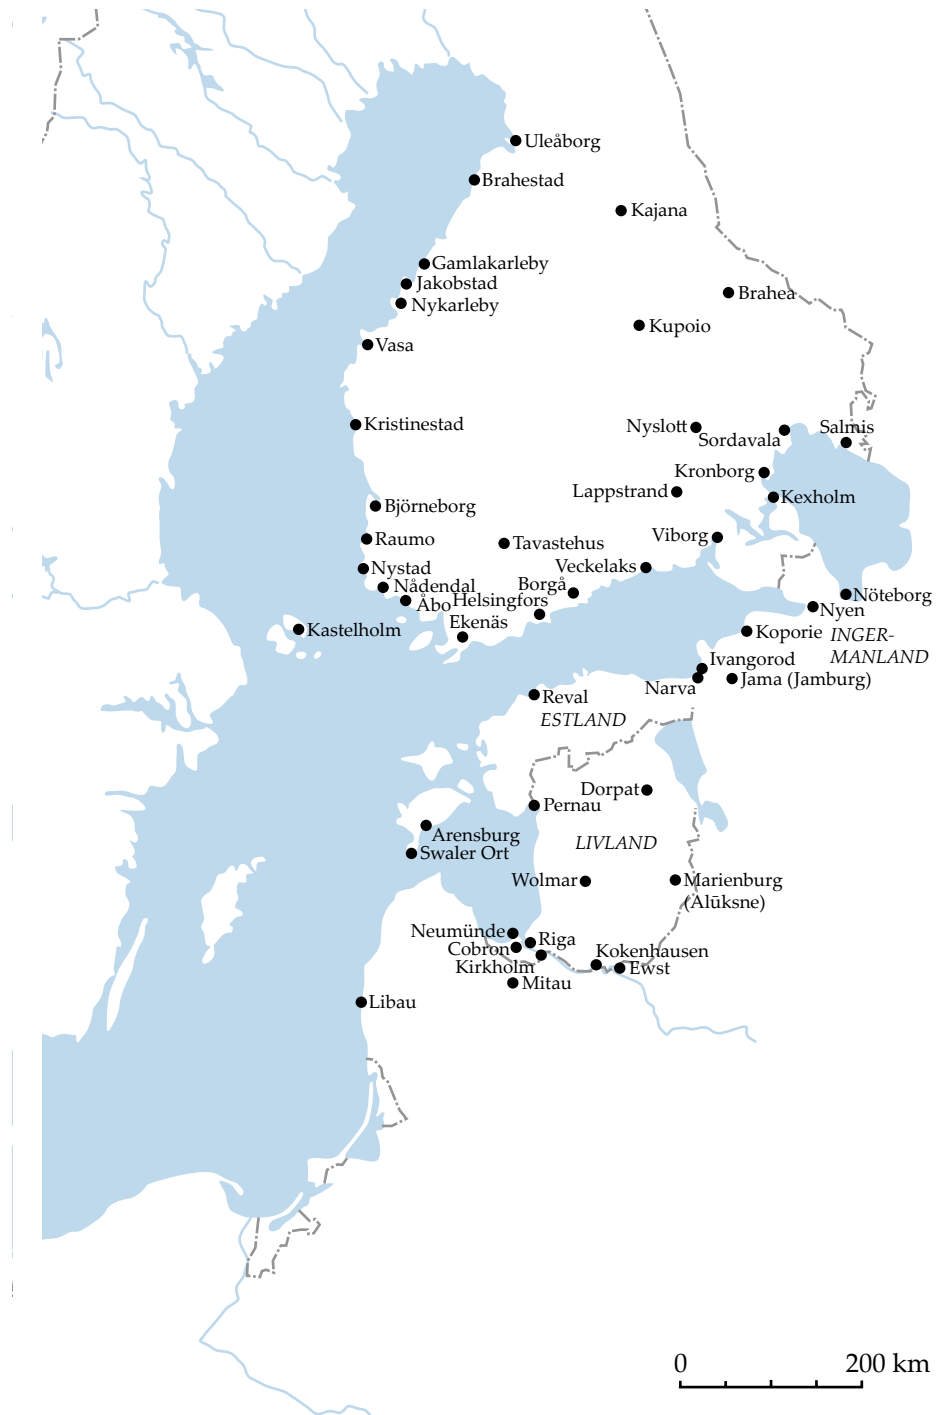 Uleåborg
Brahestad
Kajana
Gamlakarleby
Jakobstad
Brahea
Nykarleby
Kupoio
Vasa
Kristinestad
Nyslott
Salmis
Sordavala
Kronborg
Lappstrand
Kexholm
Björneborg
Viborg
Raumo
Tavastehus
Veckelaks
Nystad
Nådendal
Borgå
Nöteborg
Helsingfors
Åbo
Nyen
Ekenäs
Kastelholm
Koporie
INGER-
MANLAND
Ivangorod
Jama (Jamburg)
Narva
Reval
ESTLAND
Dorpat
Pernau
Arensburg
LIVLAND
Swaler Ort
Wolmar
Marienburg
(Alūksne)
Neumünde
Riga
Cobron
Kokenhausen
Kirkholm
Ewst
Mitau
Libau
0
200 km